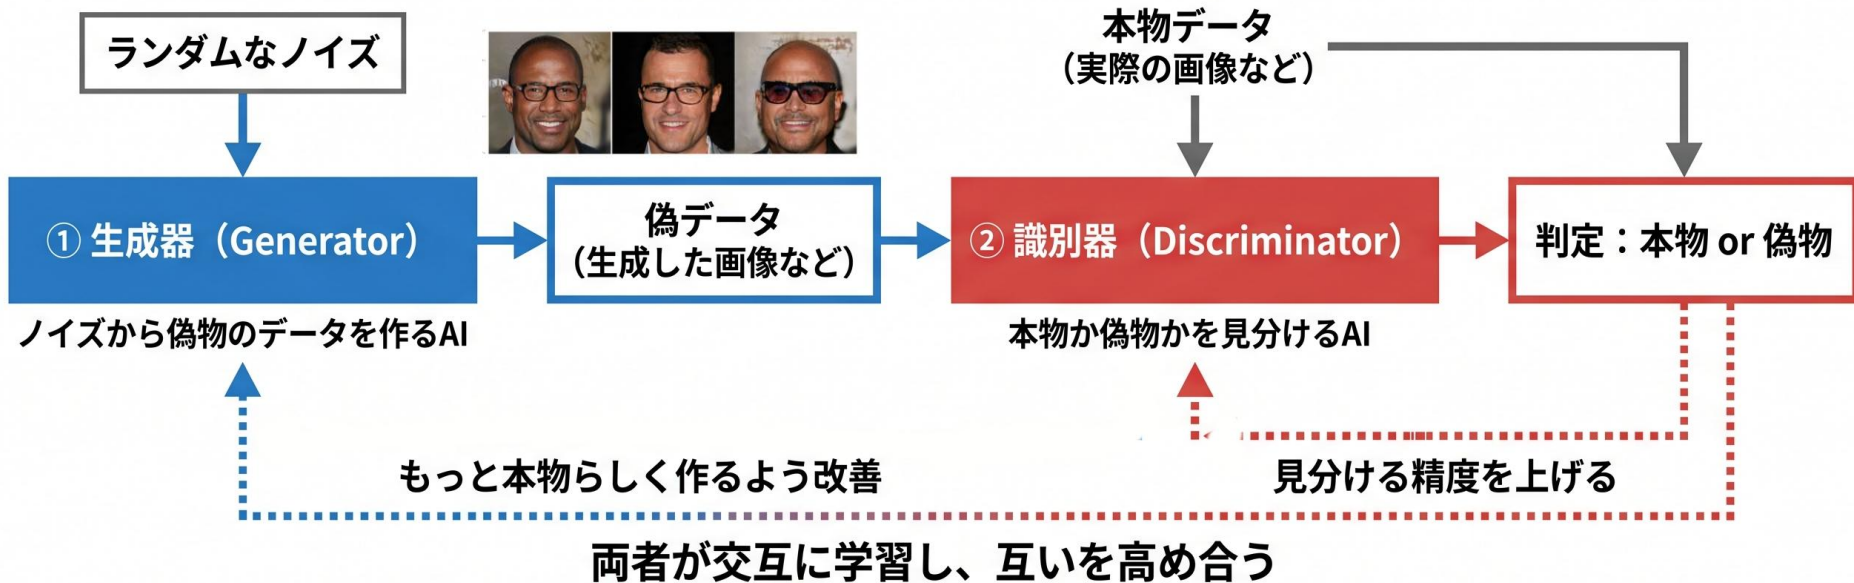 ランダムなノイズ
本物データ
（実際の画像など）
① 生成器（Generator）
偽データ
（生成した画像など）
② 識別器（Discriminator）
判定：本物 or 偽物
ノイズから偽物のデータを作るAI
本物か偽物かを見分けるAI
もっと本物らしく作るよう改善
見分ける精度を上げる
両者が交互に学習し、互いを高め合う